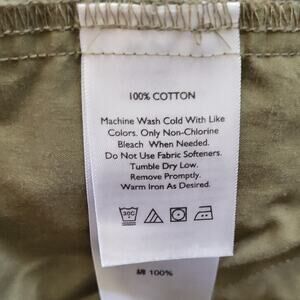 100% COTTON
Machine Wash Cold With Like
Colors. Only Non-Chlorine
Bleach When Needed.
Do Not Use Fabric Softeners.
Tumble Dry Low.
Remove Promptly.
Warm Iron As Desired.
30C
100%